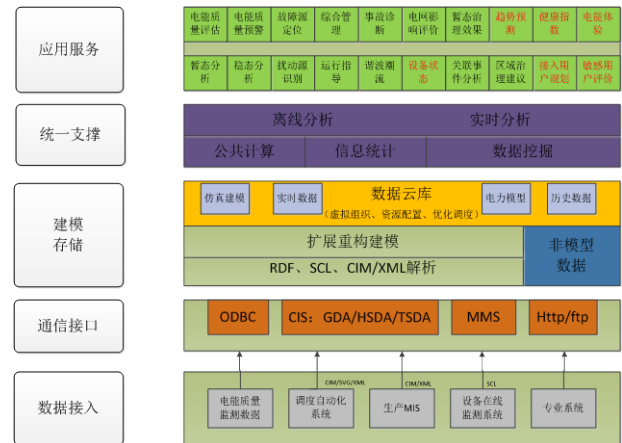 应用服务
电能质
量评估
电能质
量预警
故障源
定位
综合管
理
事故诊
断
电网影
响评价
暂态治
理效果
趋势预
测
健康指
数
电能体
验
暂态分
析
稳态分
析
扰动源
识别
运行指
导
谐波潮
流
设备状
态
关联事
件分析
区域治
理建议
接入用
户规划
敏感用
户评价
统一支撑
离线分析
实时分析
公共计算
信息统计
数据挖掘
建模
存储
仿真建模
实时数据
数据云库
（虚拟组织、资源配置、优化调度）
电力模型
历史数据
扩展重构建模
RDF、SCL、CIM/XML解析
非模型
数据
通信接口
ODBC
CIS：GDA/HSDA/TSDA
MMS
Http/ftp
CIM/SVG/XML
CIM/XML
SCL
数据接入
电能质量
监测数据
调度自动化
系统
生产MIS
设备在线
监测系统
专业系统